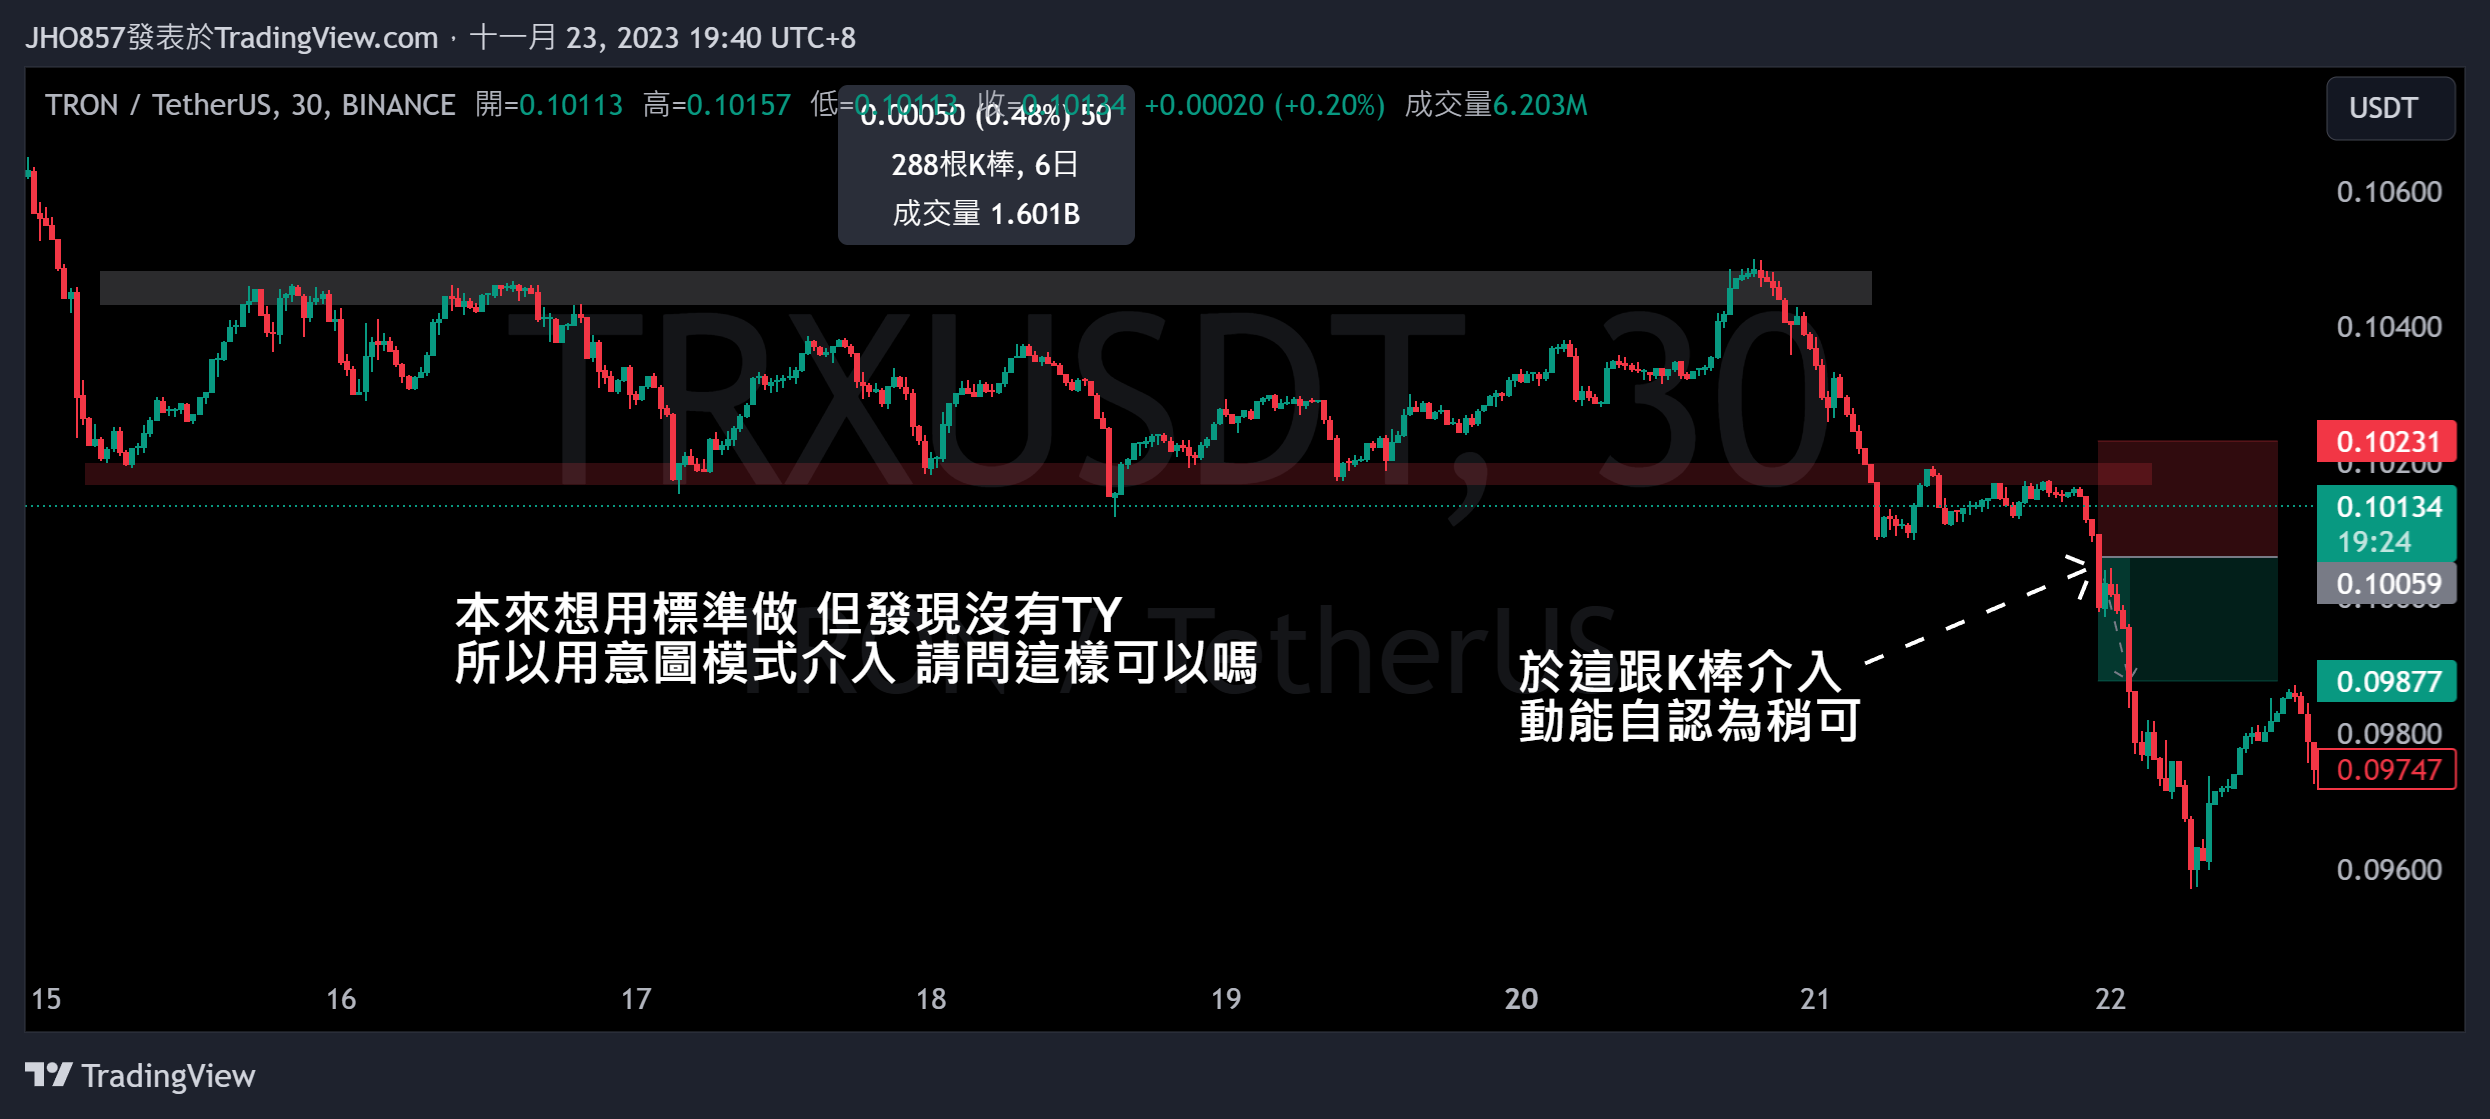 JHO857發表於TradingView.com，十一月 23, 2023 19:40 UTC+8
TRON / TetherUS, 30, BINANCE 開=0.10113 高=0.10157 低=0.10113 收=0.10134 +0.00020 (+0.20%) 成交量6.203M
USDT
0.00050 (0.48%) 50
288根K棒, 6日
成交量 1.601B
0.10600
0.10400
0.10231
0.10200
0.10134
19:24
0.10059
0.09877
0.09800
0.09747
0.09600
TRXUSDT, 30
TRON / TetherUS
本來想用標準做 但發現沒有TY
所以用意圖模式介入 請問這樣可以嗎
於這跟K棒介入
動能自認為稍可
15 16 17 18 19 20 21 22
TradingView